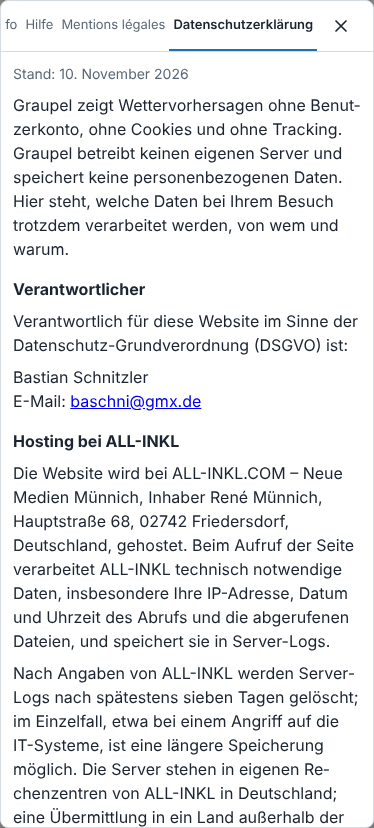 fo Hilfe Mentions légales Datenschutzerklärung ×
Stand: 10. November 2026
Graupel zeigt Wettervorhersagen ohne Benut-
zerkonto, ohne Cookies und ohne Tracking.
Graupel betreibt keinen eigenen Server und
speichert keine personenbezogenen Daten.
Hier steht, welche Daten bei Ihrem Besuch
trotzdem verarbeitet werden, von wem und
warum.
Verantwortlicher
Verantwortlich für diese Website im Sinne der
Datenschutz-Grundverordnung (DSGVO) ist:
Bastian Schnitzler
E-Mail: baschni@gmx.de
Hosting bei ALL-INKL
Die Website wird bei ALL-INKL.COM – Neue
Medien Münnich, Inhaber René Münnich,
Hauptstraße 68, 02742 Friedersdorf,
Deutschland, gehostet. Beim Aufruf der Seite
verarbeitet ALL-INKL technisch notwendige
Daten, insbesondere Ihre IP-Adresse, Datum
und Uhrzeit des Abrufs und die abgerufenen
Dateien, und speichert sie in Server-Logs.
Nach Angaben von ALL-INKL werden Server-
Logs nach spätestens sieben Tagen gelöscht;
im Einzelfall, etwa bei einem Angriff auf die
IT-Systeme, ist eine längere Speicherung
möglich. Die Server stehen in eigenen Re-
chenzentren von ALL-INKL in Deutschland;
eine Übermittlung in ein Land außerhalb der